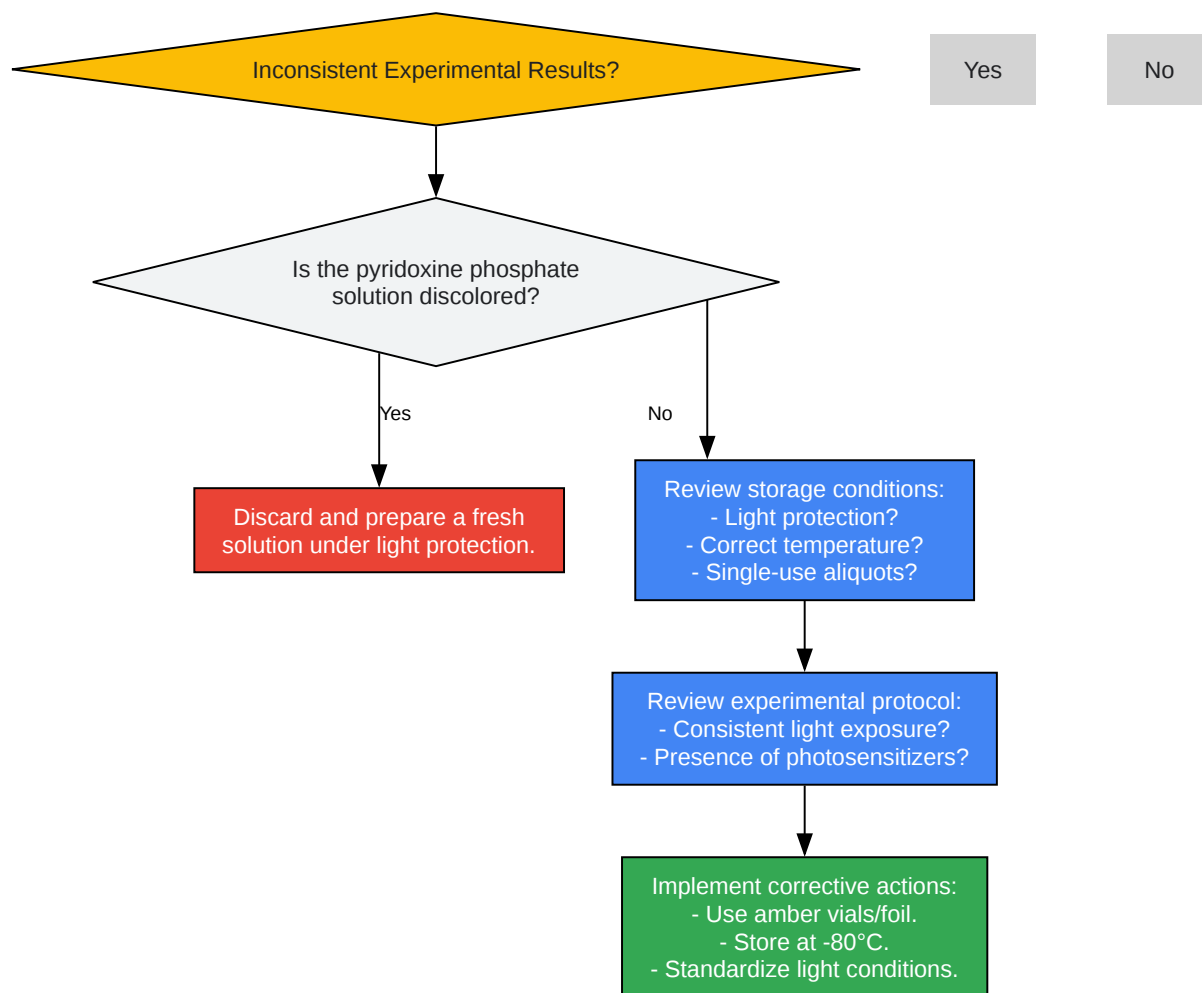 Inconsistent Experimental Results?
Yes
No
Is the pyridoxine phosphate
solution discolored?
Yes
No
Discard and prepare a fresh
solution under light protection.
Review storage conditions:
- Light protection?
- Correct temperature?
- Single-use aliquots?
Review experimental protocol:
- Consistent light exposure?
- Presence of photosensitizers?
Implement corrective actions:
- Use amber vials/foil.
- Store at -80°C.
- Standardize light conditions.